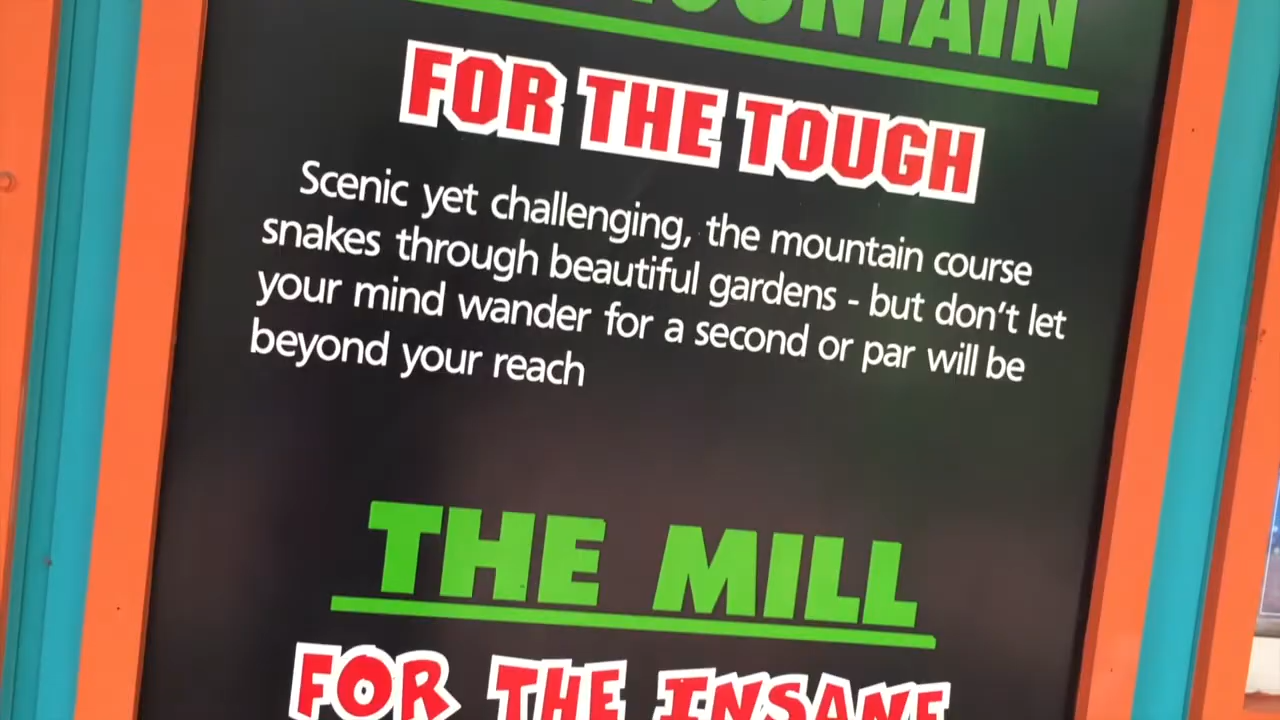 MOUNTAIN
FOR THE TOUGH
Scenic yet challenging, the mountain course
snakes through beautiful gardens - but don't let
your mind wander for a second or par will be
beyond your reach
THE MILL
FOR THE INSANE